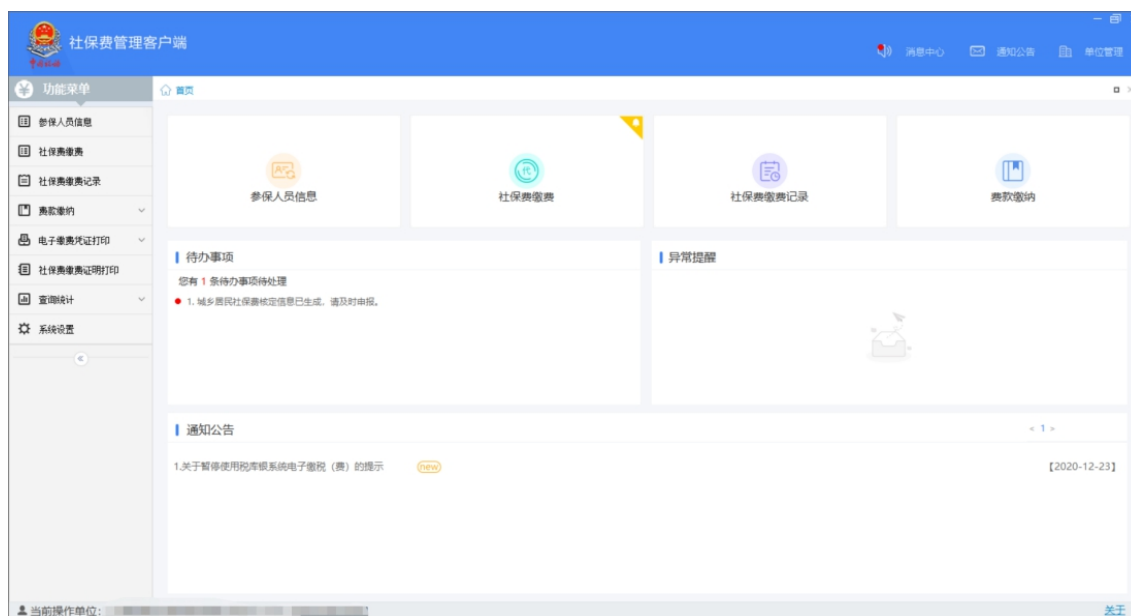 社保费管理客户端
消息中心
通知公告
单位管理
功能菜单
首页
参保人员信息
社保费缴费
社保费缴费记录
费款缴纳
电子缴费凭证打印
社保费缴费证明打印
查询统计
系统设置
参保人员信息
代
社保费缴费
社保费缴费记录
费款缴纳
待办事项
您有 1 条待办事项待处理
1. 城乡居民社保费核定信息已生成，请及时申报。
异常提醒
通知公告
< 1 >
1.关于暂停使用税库银系统电子缴税（费）的提示
new
【2020-12-23】
当前操作单位：
关于